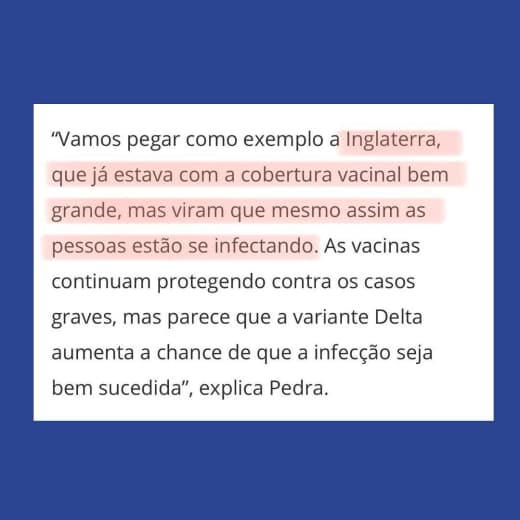 “Vamos pegar como exemplo a Inglaterra,
que já estava com a cobertura vacinal bem
grande, mas viram que mesmo assim as
pessoas estão se infectando. As vacinas
continuam protegendo contra os casos
graves, mas parece que a variante Delta
aumenta a chance de que a infecção seja
bem sucedida”, explica Pedra.